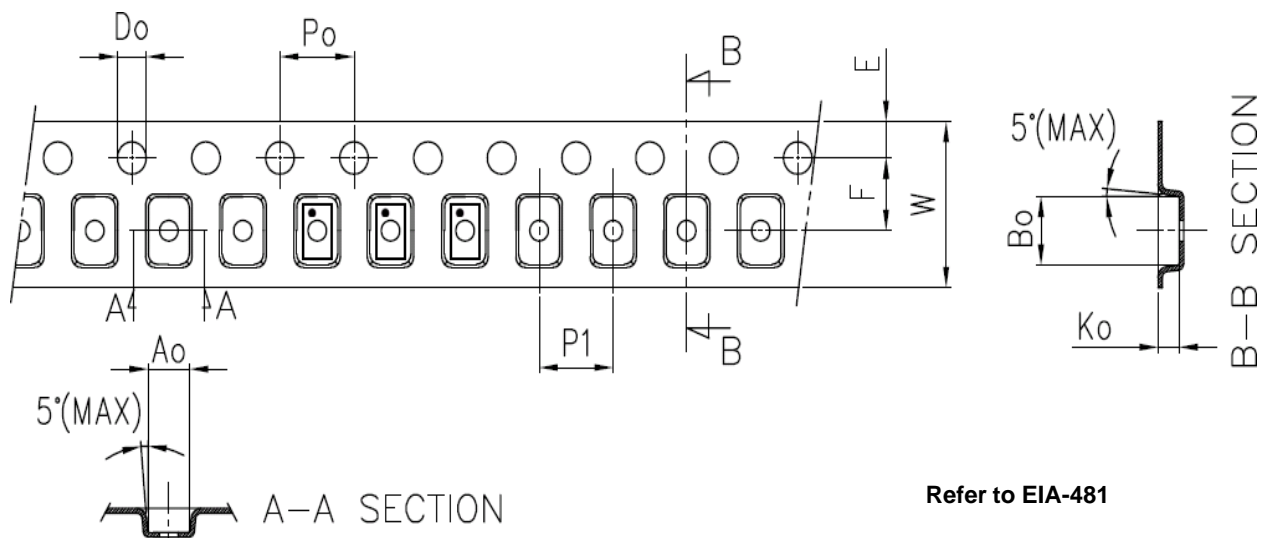 Do
Po
B
E
5°(MAX)
F
W
Bo
B-B SECTION
A
A
P1
B
Ko
Ao
5°(MAX)
A-A SECTION
Refer to EIA-481